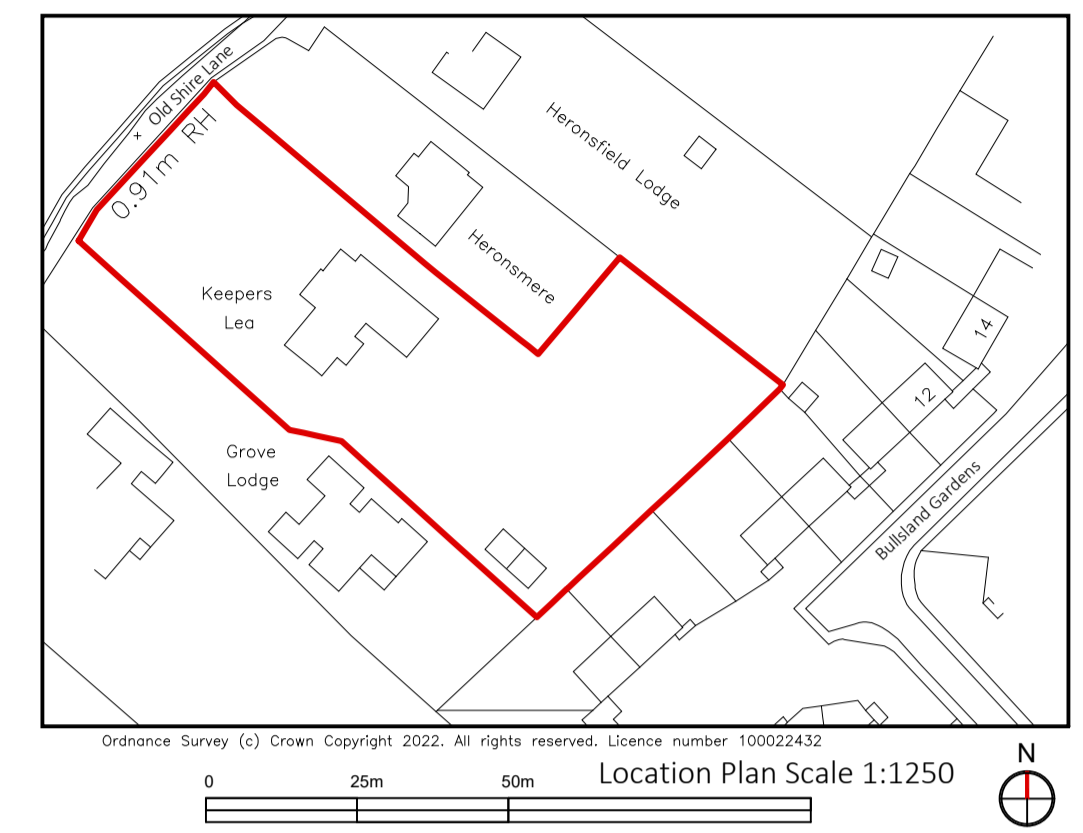 Old Shire Lane
0.91m RH
Heronsfield Lodge
Heronsmere
Keepers
Lea
Grove
Lodge
14
12
Bullsland Gardens
Ordnance Survey (c) Crown Copyright 2022. All rights reserved. Licence number 100022432
0 25m 50m
Location Plan Scale 1:1250
N